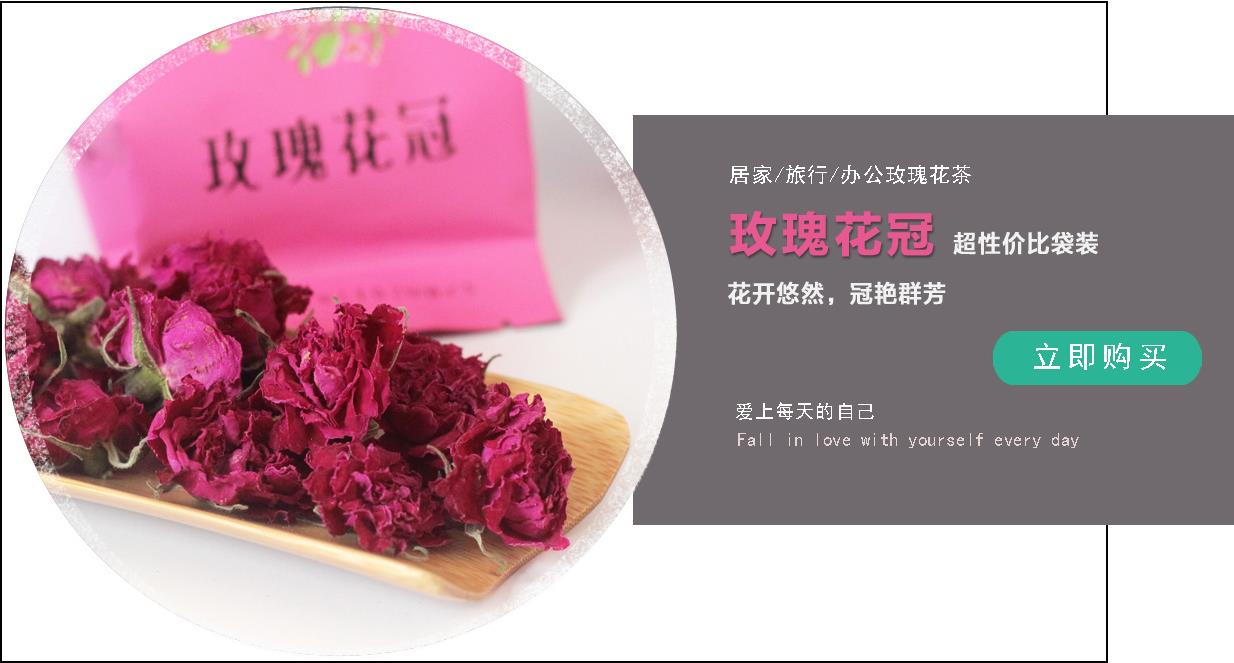 玫瑰花冠
居家/旅行/办公玫瑰花茶
玫瑰花冠 超性价比袋装
花开悠然，冠艳群芳
立即购买
爱上每天的自己
Fall in love with yourself every day